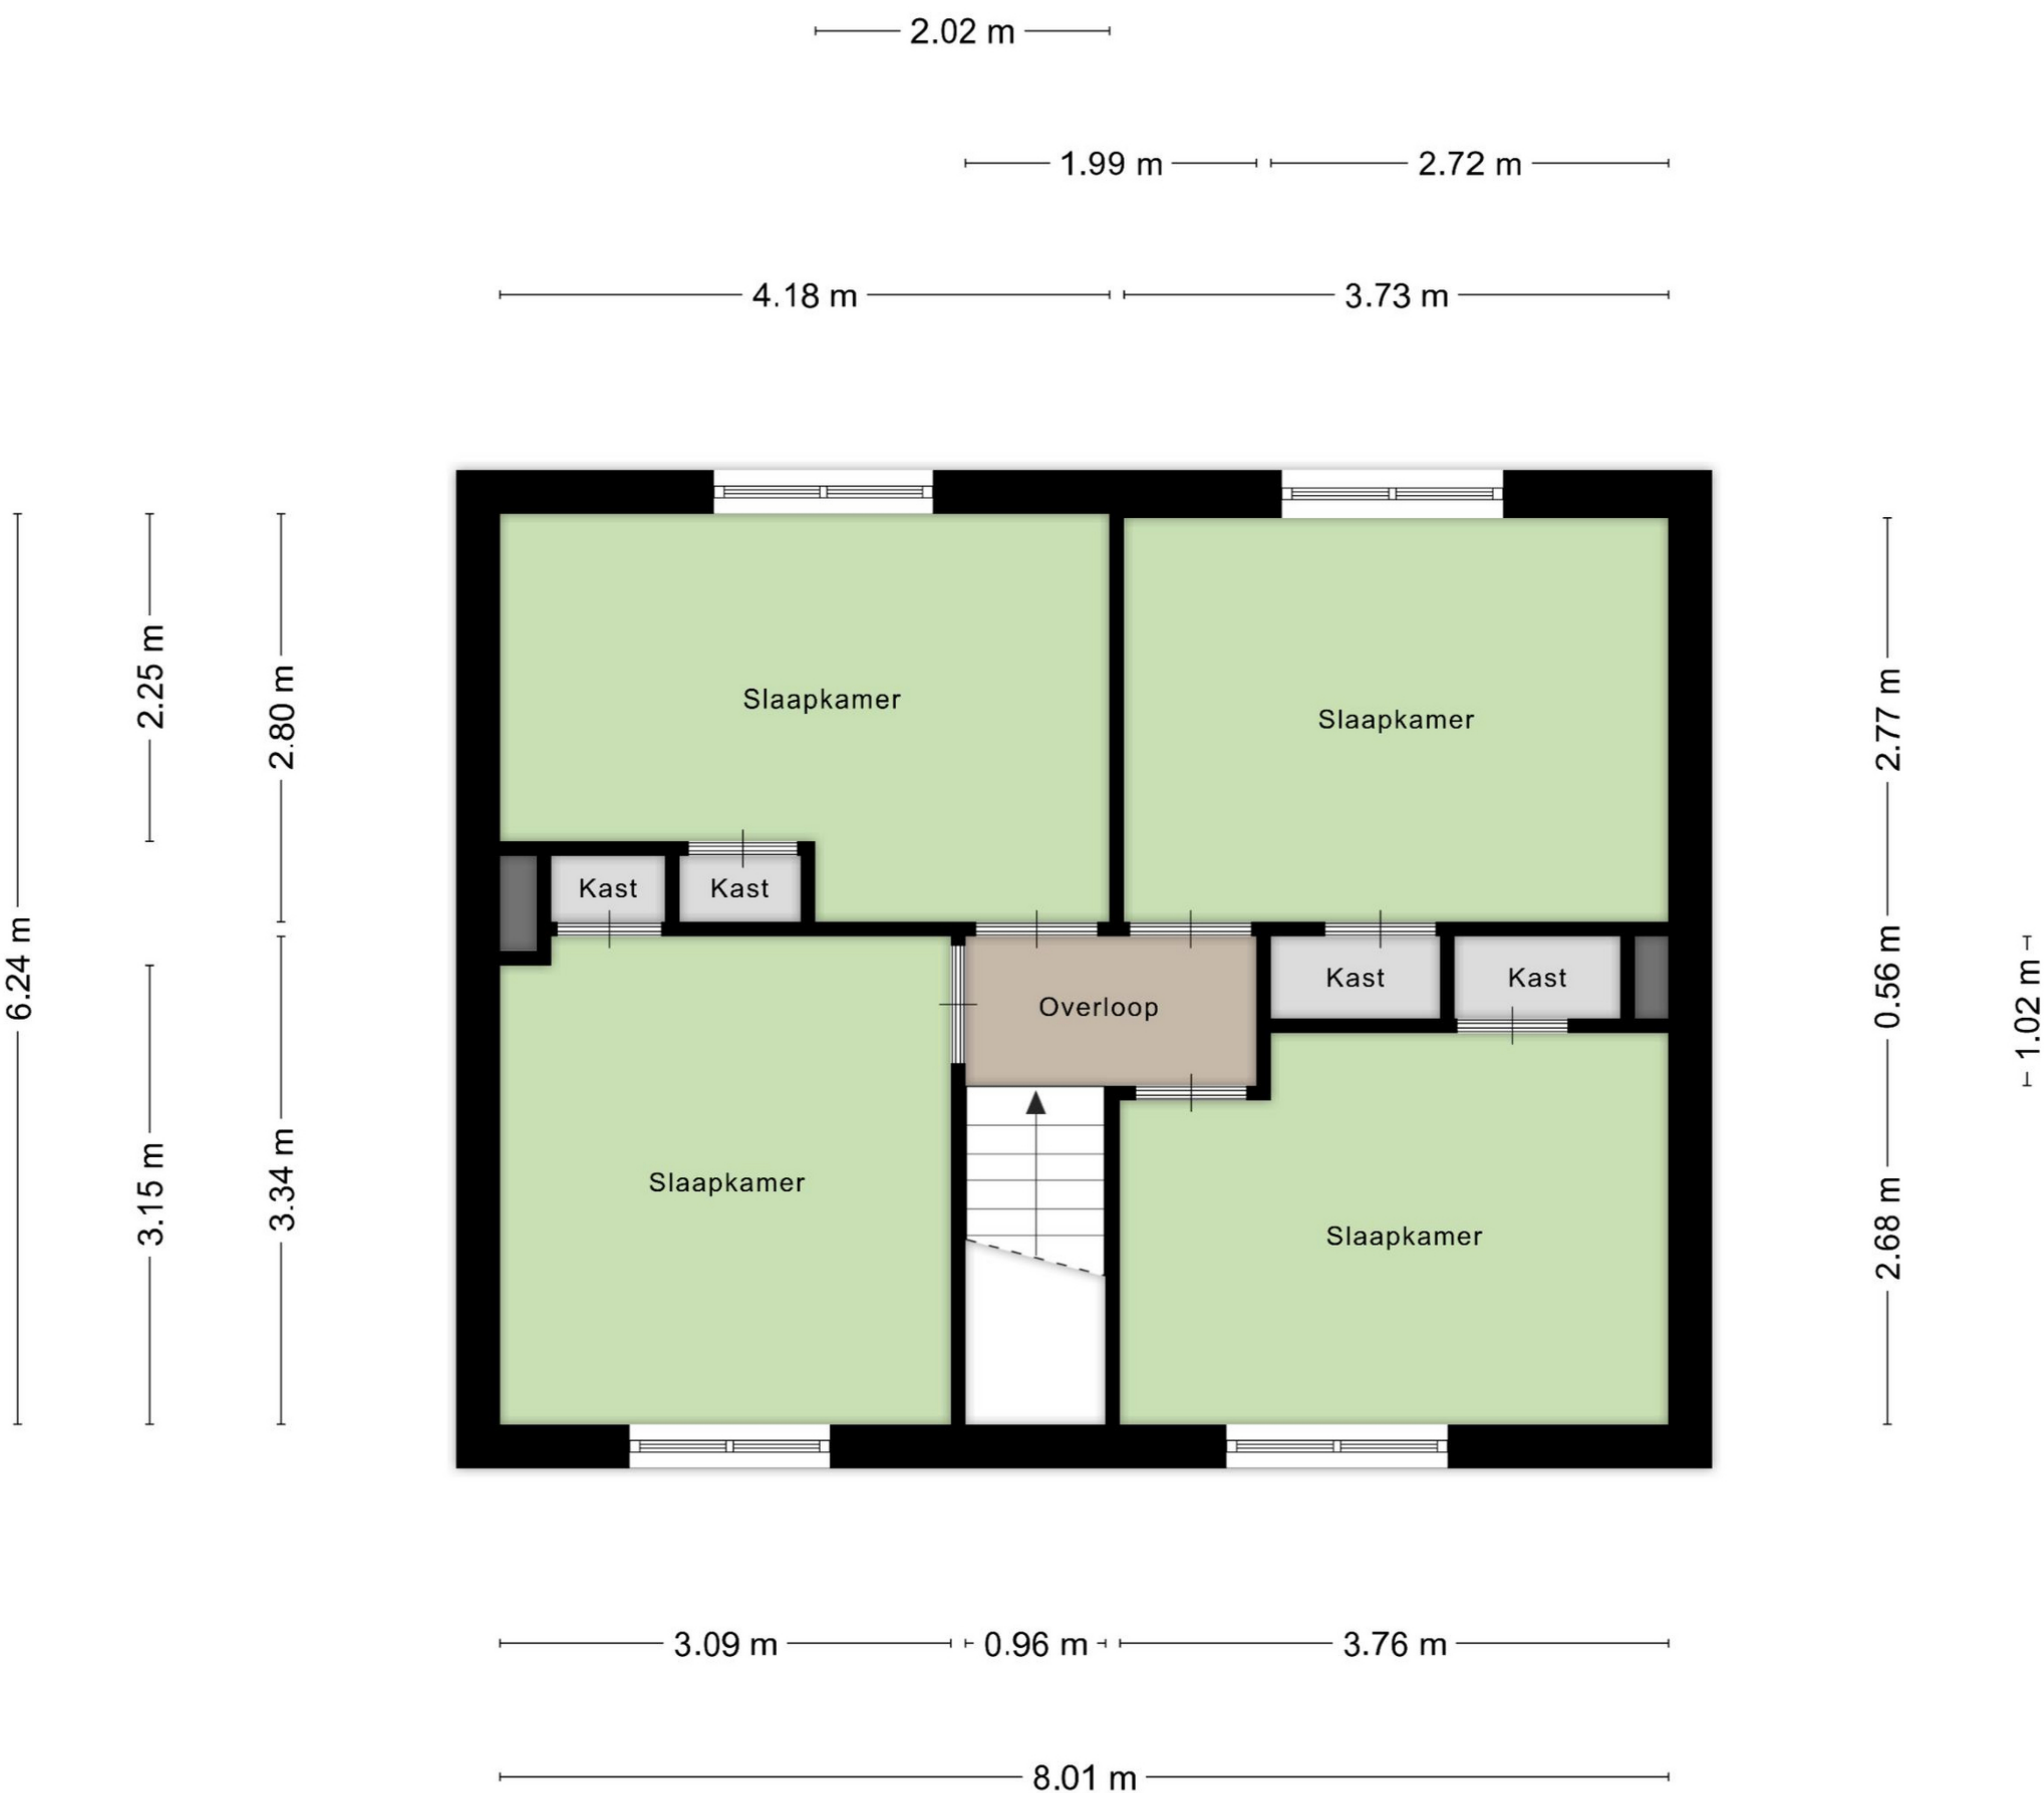 2.02 m
1.99 m
2.72 m
4.18 m
3.73 m
2.25 m
2.80 m
6.24 m
3.15 m
3.34 m
Slaapkamer
Slaapkamer
Kast
Kast
Kast
Kast
Overloop
Slaapkamer
Slaapkamer
2.77 m
0.56 m
1.02 m
2.68 m
3.09 m
0.96 m
3.76 m
8.01 m